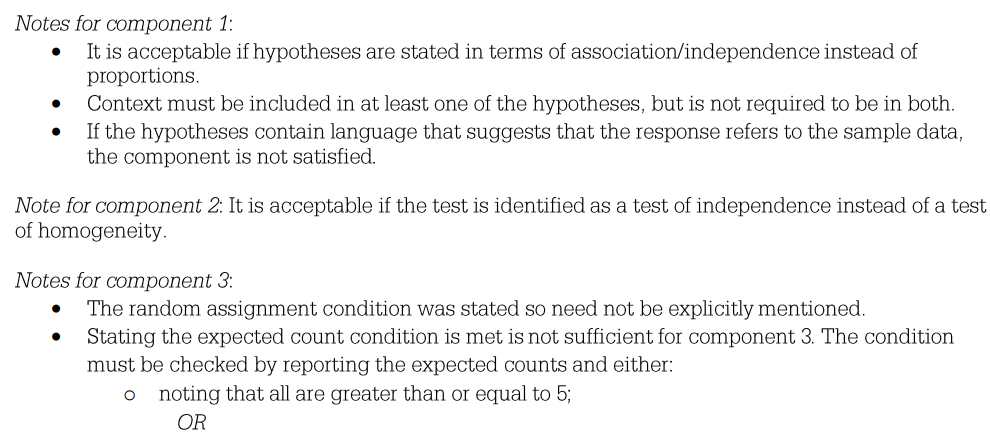 Notes for component 1:
• It is acceptable if hypotheses are stated in terms of association/independence instead of
proportions.
• Context must be included in at least one of the hypotheses, but is not required to be in both.
• If the hypotheses contain language that suggests that the response refers to the sample data,
the component is not satisfied.
Note for component 2: It is acceptable if the test is identified as a test of independence instead of a test
of homogeneity.
Notes for component 3:
• The random assignment condition was stated so need not be explicitly mentioned.
• Stating the expected count condition is met is not sufficient for component 3. The condition
must be checked by reporting the expected counts and either:
o noting that all are greater than or equal to 5;
OR